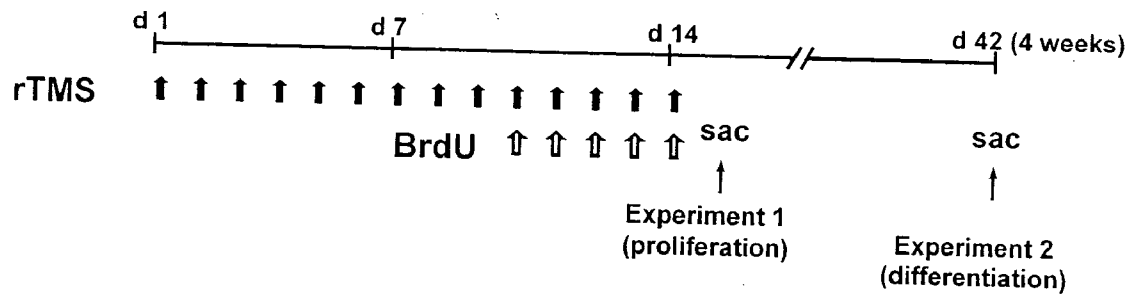 d 1
d 7
d 14
d 42 (4 weeks)
rTMS
BrdU
sac
sac
Experiment 1
(proliferation)
Experiment 2
(differentiation)